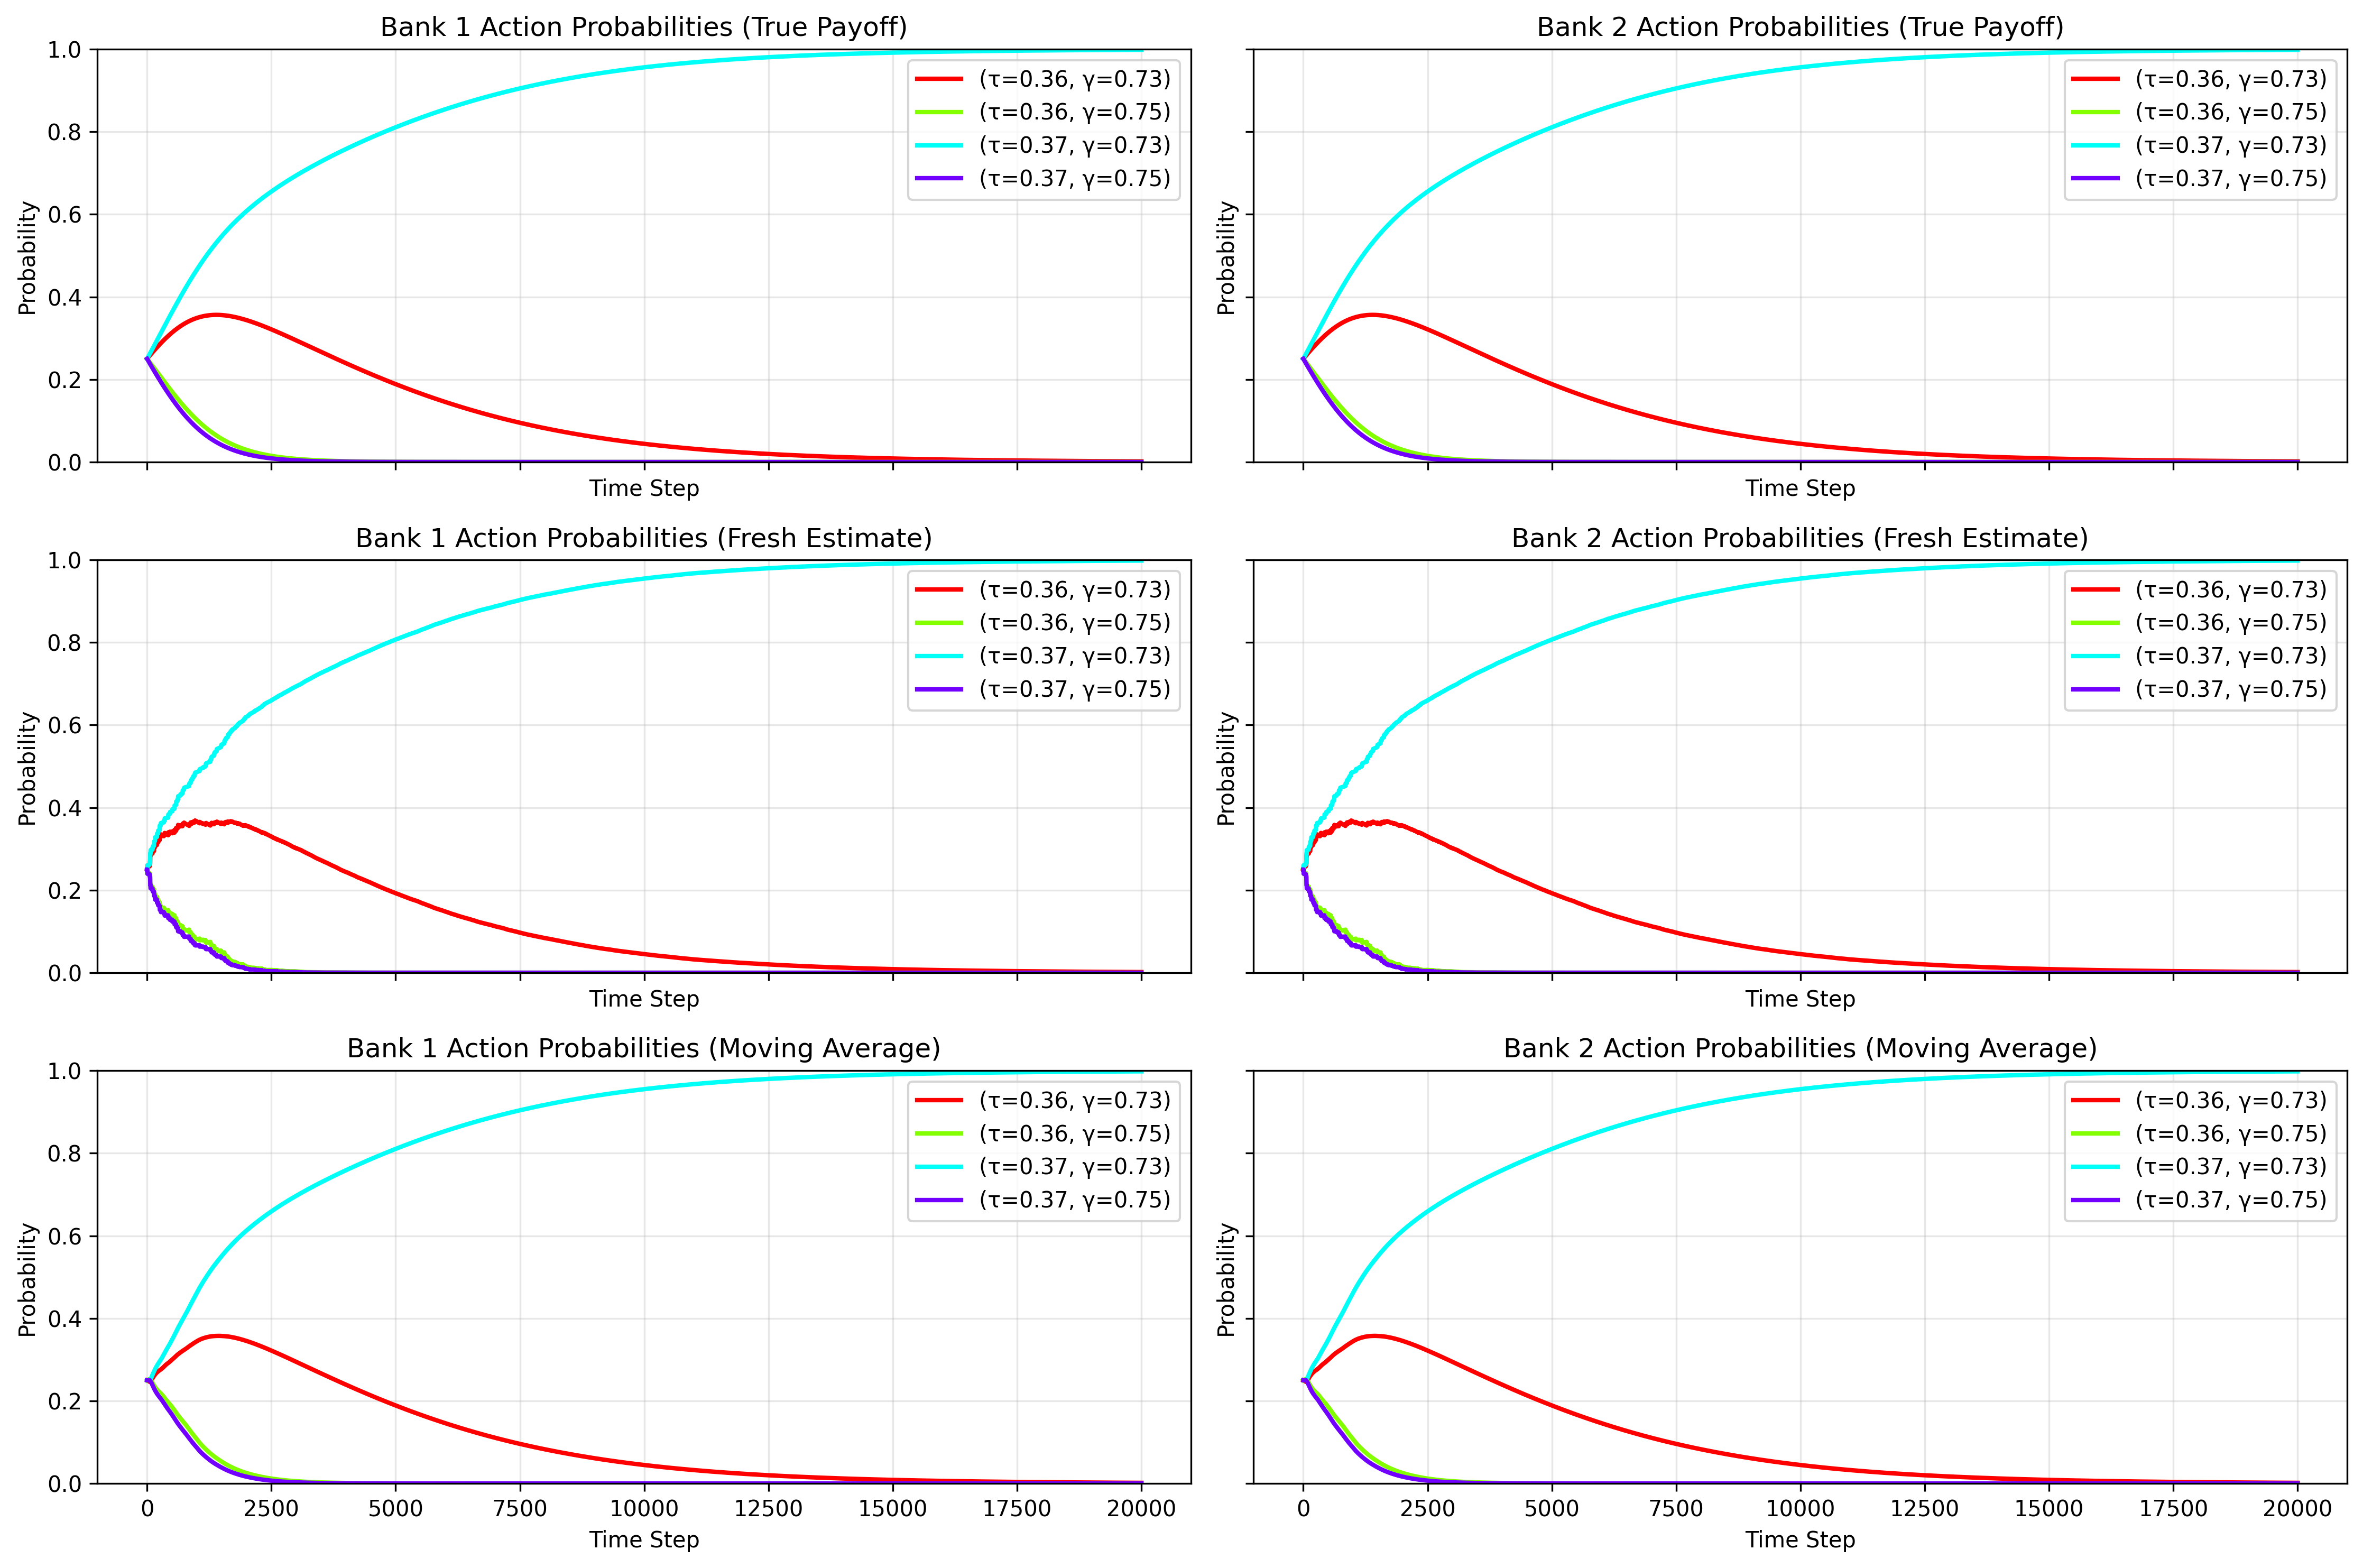 Bank 1 Action Probabilities (True Payoff)
1.0
0.8
0.6
0.4
0.2
0.0
Probability
(τ=0.36, γ=0.73)
(τ=0.36, γ=0.75)
(τ=0.37, γ=0.73)
(τ=0.37, γ=0.75)
Time Step
Bank 2 Action Probabilities (True Payoff)
Probability
(τ=0.36, γ=0.73)
(τ=0.36, γ=0.75)
(τ=0.37, γ=0.73)
(τ=0.37, γ=0.75)
Time Step
Bank 1 Action Probabilities (Fresh Estimate)
1.0
0.8
0.6
0.4
0.2
0.0
Probability
(τ=0.36, γ=0.73)
(τ=0.36, γ=0.75)
(τ=0.37, γ=0.73)
(τ=0.37, γ=0.75)
Time Step
Bank 2 Action Probabilities (Fresh Estimate)
Probability
(τ=0.36, γ=0.73)
(τ=0.36, γ=0.75)
(τ=0.37, γ=0.73)
(τ=0.37, γ=0.75)
Time Step
Bank 1 Action Probabilities (Moving Average)
1.0
0.8
0.6
0.4
0.2
0.0
Probability
(τ=0.36, γ=0.73)
(τ=0.36, γ=0.75)
(τ=0.37, γ=0.73)
(τ=0.37, γ=0.75)
0 2500 5000 7500 10000 12500 15000 17500 20000
Time Step
Bank 2 Action Probabilities (Moving Average)
Probability
(τ=0.36, γ=0.73)
(τ=0.36, γ=0.75)
(τ=0.37, γ=0.73)
(τ=0.37, γ=0.75)
0 2500 5000 7500 10000 12500 15000 17500 20000
Time Step